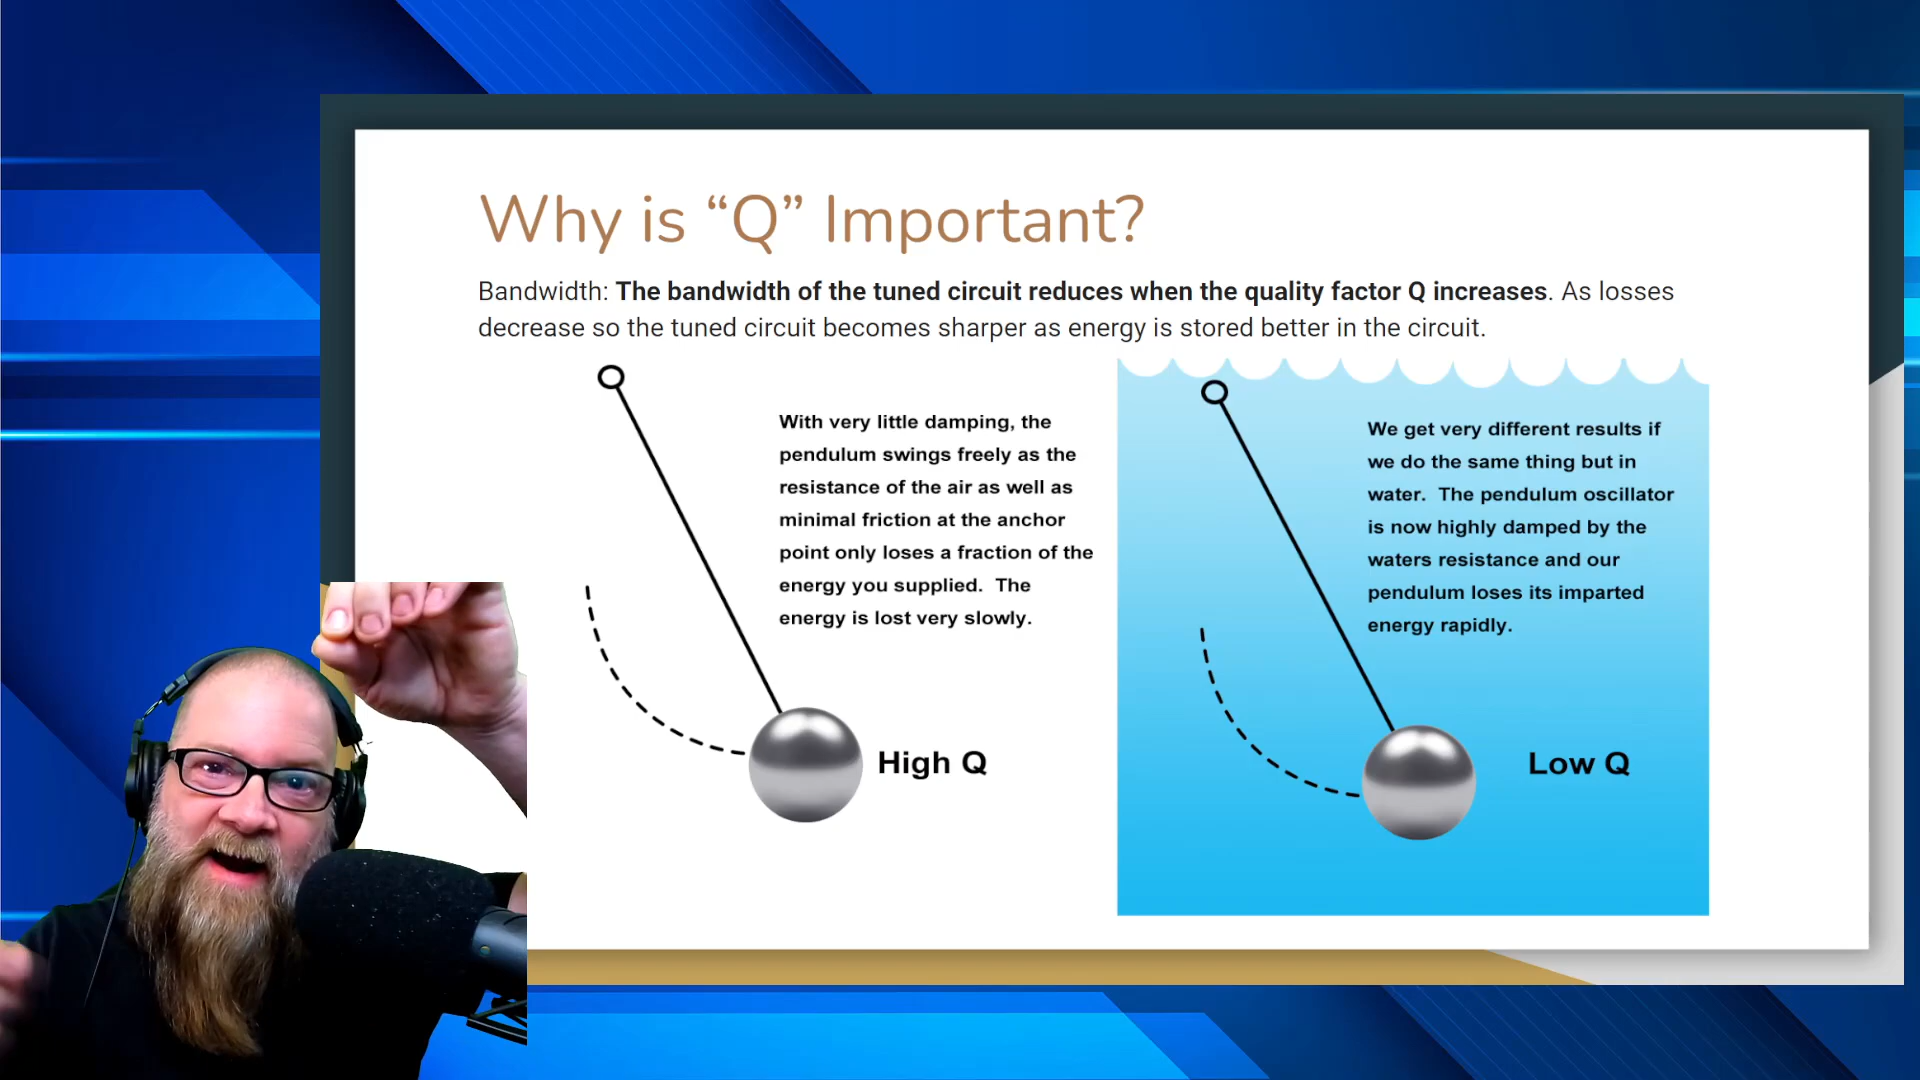 Why is “Q” Important?
Bandwidth: The bandwidth of the tuned circuit reduces when the quality factor Q increases. As losses
decrease so the tuned circuit becomes sharper as energy is stored better in the circuit.
With very little damping, the
pendulum swings freely as the
resistance of the air as well as
minimal friction at the anchor
point only loses a fraction of the
energy you supplied.  The
energy is lost very slowly.
High Q
We get very different results if
we do the same thing but in
water.  The pendulum oscillator
is now highly damped by the
waters resistance and our
pendulum loses its imparted
energy rapidly.
Low Q